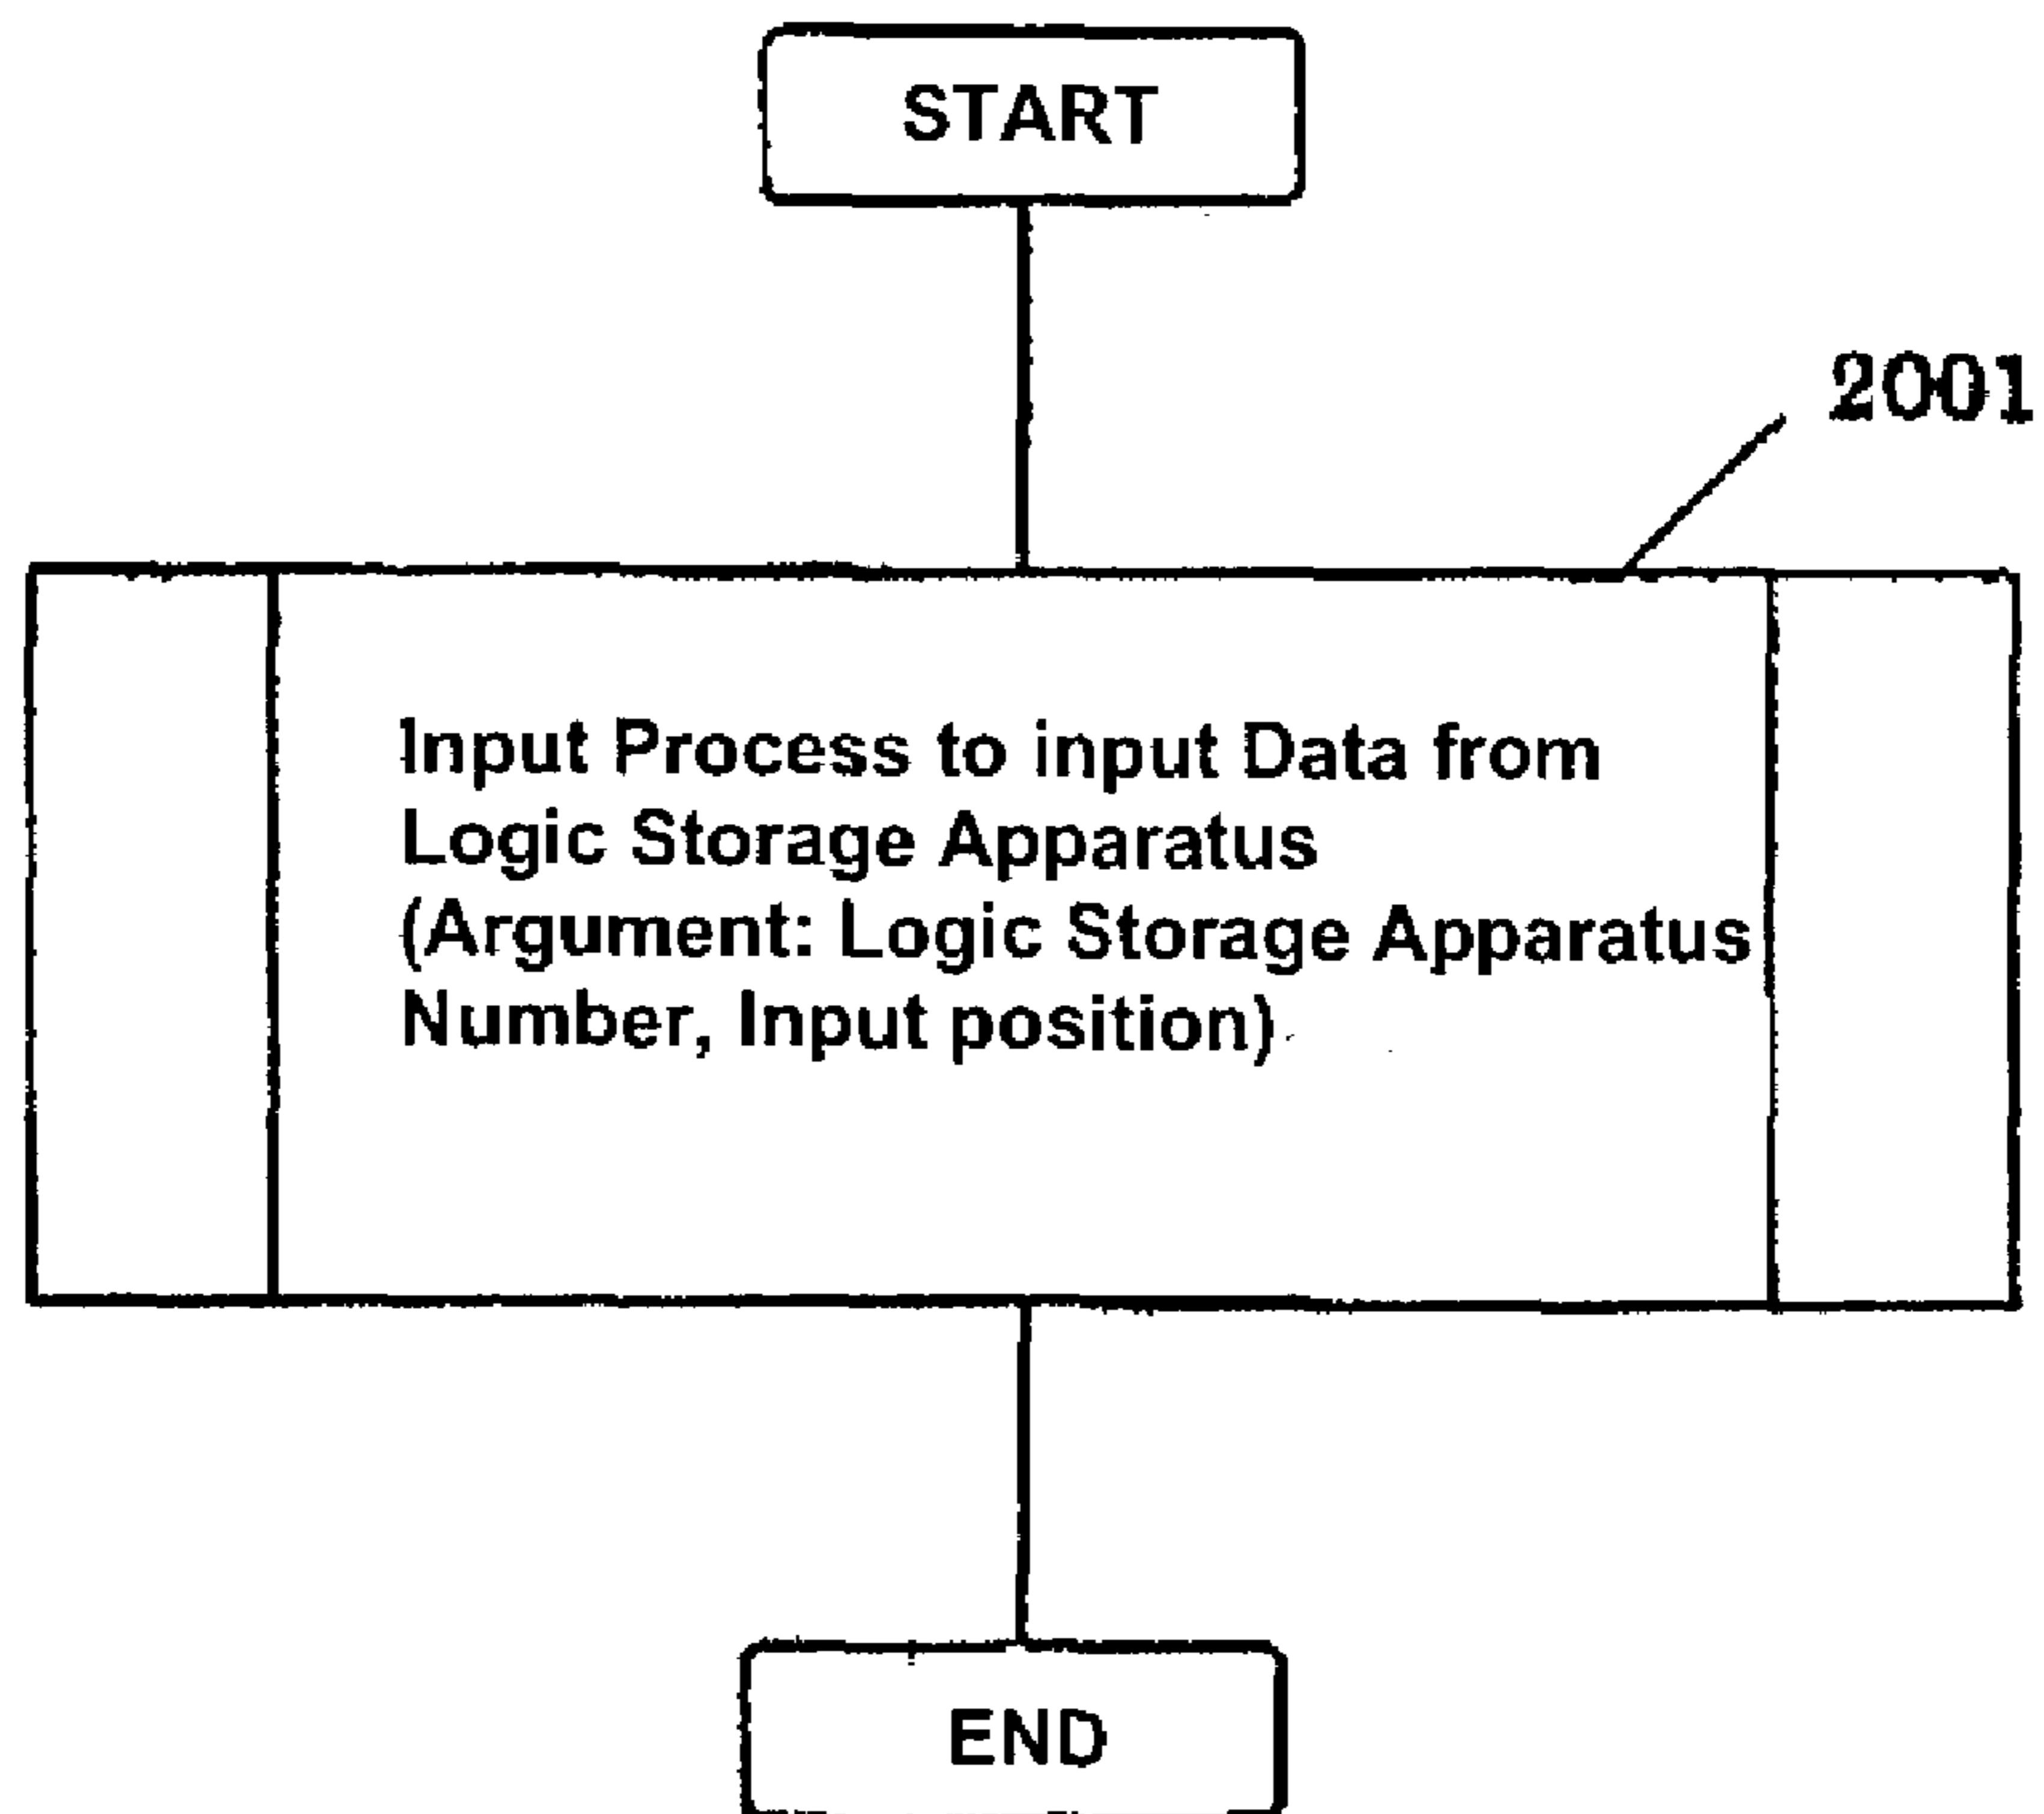 START
2001
Input Process to input Data from
Logic Storage Apparatus
(Argument: Logic Storage Apparatus
Number, Input position)
END